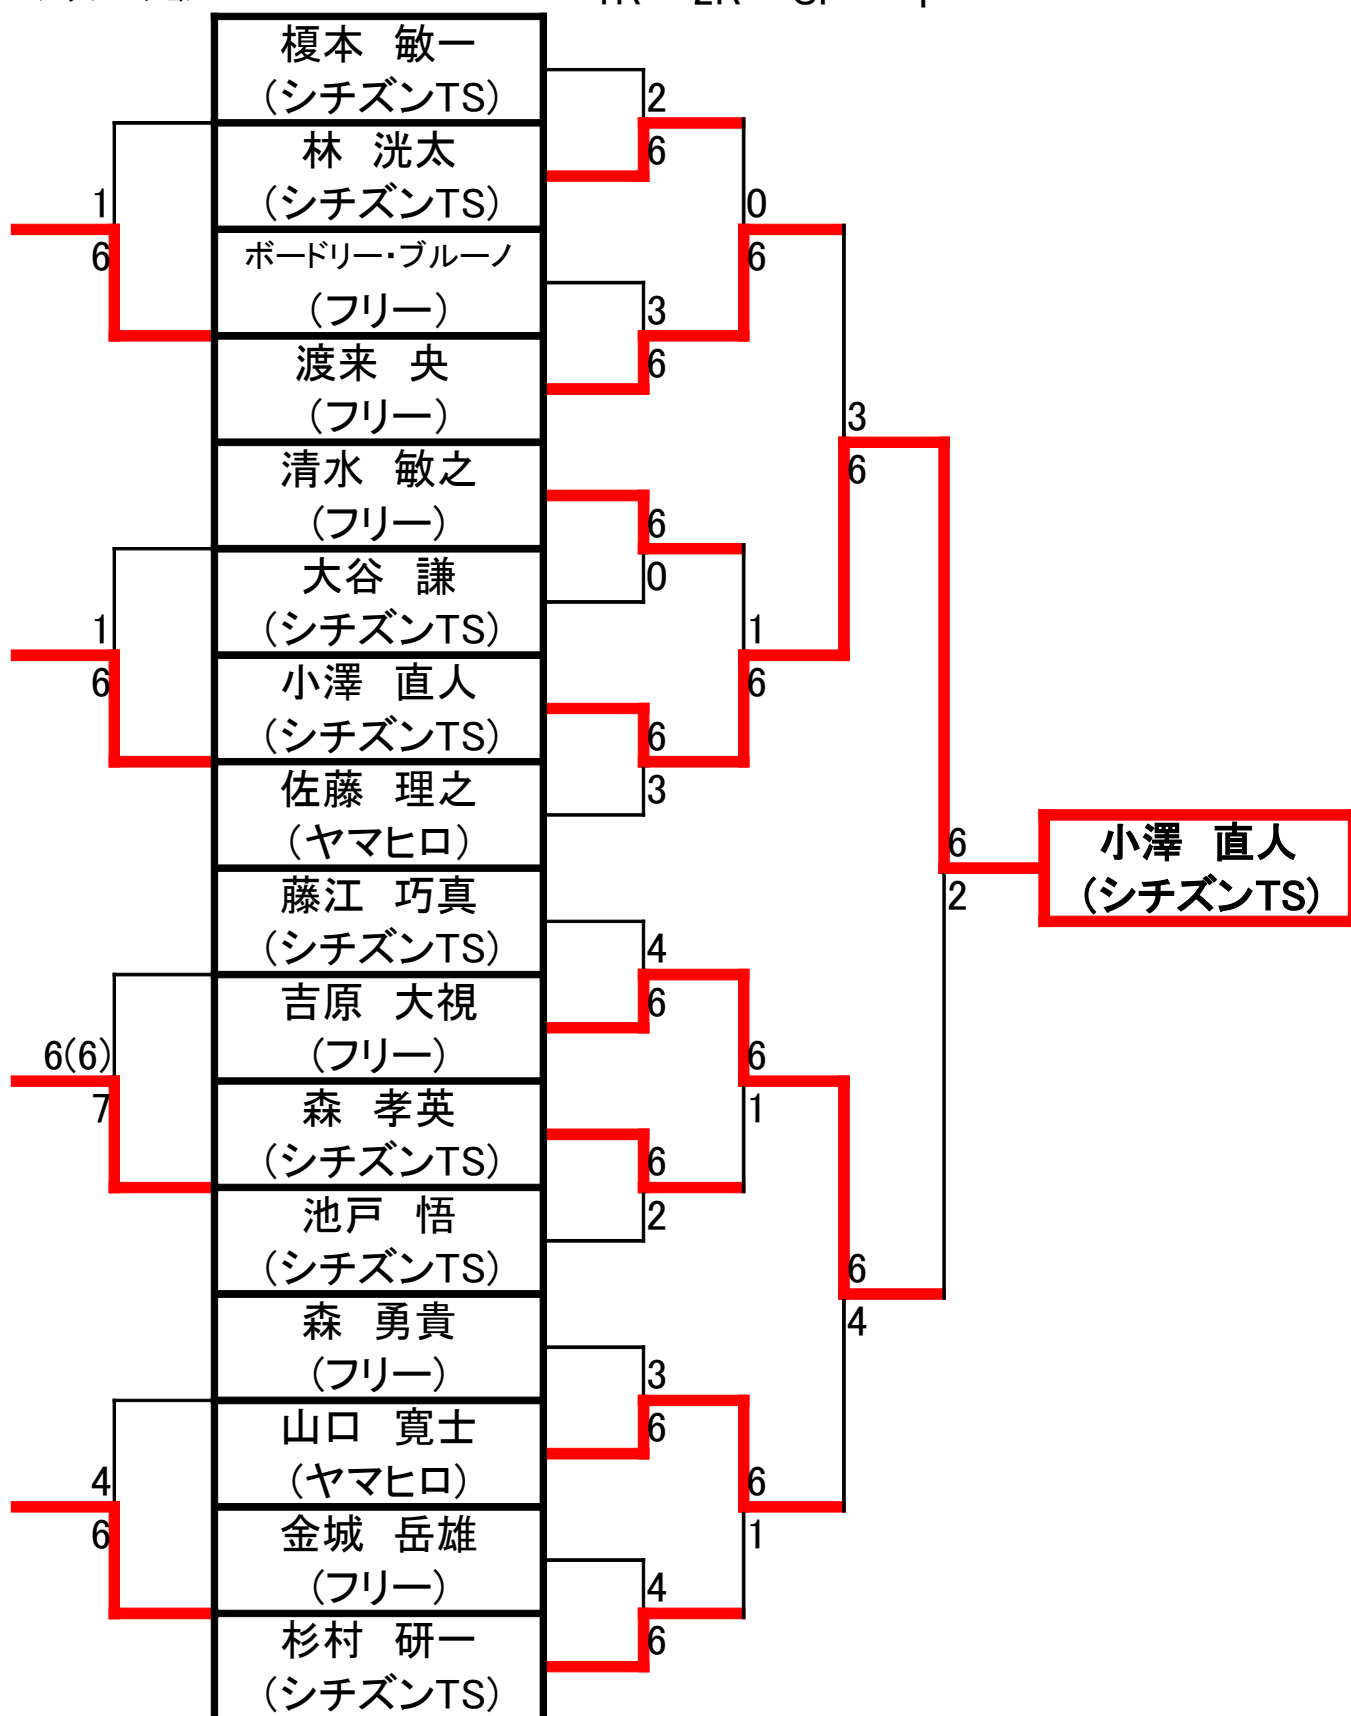 榎本 敏一
(シチズンTS)
林 洸太
(シチズンTS)
ボードリー・ブルーノ
(フリー)
渡来 央
(フリー)
清水 敏之
(フリー)
大谷 謙
(シチズンTS)
小澤 直人
(シチズンTS)
佐藤 理之
(ヤマヒロ)
藤江 巧真
(シチズンTS)
吉原 大視
(フリー)
森 孝英
(シチズンTS)
池戸 悟
(シチズンTS)
森 勇貴
(フリー)
山口 寛士
(ヤマヒロ)
金城 岳雄
(フリー)
杉村 研一
(シチズンTS)
1
6
1
6
6(6)
7
4
6
2
6
3
6
6
0
6
3
4
6
6
2
3
6
4
6
0
6
1
6
6
1
6
1
3
6
6
4
6
2
小澤 直人
(シチズンTS)